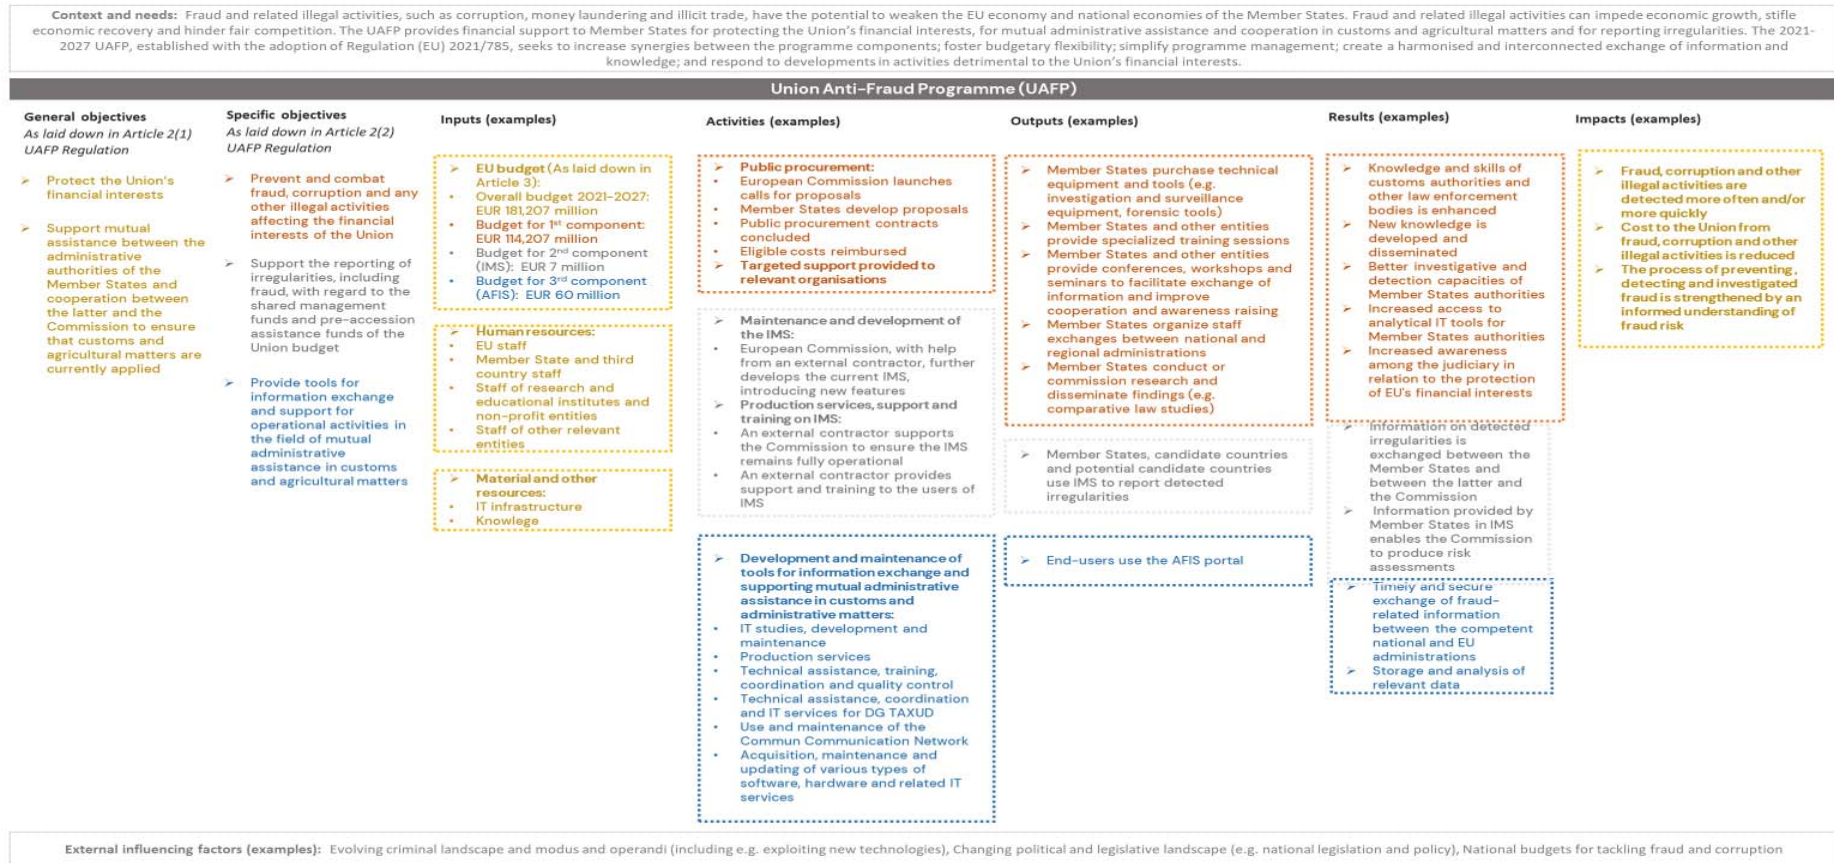 Context and needs: Fraud and related illegal activities, such as corruption, money laundering and illicit trade, have the potential to weaken the EU economy and national economies of the Member States. Fraud and related illegal activities can impede economic growth, stifle
economic recovery and hinder fair competition. The UAFP provides financial support to Member States for protecting the Union's financial interests, for mutual administrative assistance and cooperation in customs and agricultural matters and for reporting irregularities. The 2021-
2027 UAFP, established with the adoption of Regulation (EU) 2021/785, seeks to increase synergies between the programme components; foster budgetary flexibility; simplify programme management; create a harmonised and interconnected exchange of information and
knowledge; and respond to developments in activities detrimental to the Union's financial interests.
Union Anti-Fraud Programme (UAFP)
General objectives
As laid down in Article 2(1)
UAFP Regulation
➢ Protect the Union's
financial interests
➢ Support mutual
assistance between the
administrative
authorities of the
Member States and
cooperation between
the latter and the
Commission to ensure
that customs and
agricultural matters are
currently applied
Specific objectives
As laid down in Article 2(2)
UAFP Regulation
➢ Prevent and combat
fraud, corruption and any
other illegal activities
affecting the financial
interests of the Union
➢ Support the reporting of
irregularities, including
fraud, with regard to the
shared management
funds and pre-accession
assistance funds of the
Union budget
➢ Provide tools for
information exchange
and support for
operational activities in
the field of mutual
administrative
assistance in customs
and agricultural matters
Inputs (examples)
➢ EU budget (As laid down in
Article 3):
• Overall budget 2021-2027:
EUR 181,207 million
• Budget for 1st component:
EUR 114,207 million
• Budget for 2nd component
(IMS): EUR 7 million
• Budget for 3rd component
(AFIS): EUR 60 million
➢ Human resources:
• EU staff
• Member State and third
country staff
• Staff of research and
educational institutes and
non-profit entities
• Staff of other relevant
entities
➢ Material and other
resources:
• IT infrastructure
• Knowlege
Activities (examples)
➢ Public procurement:
• European Commission launches
calls for proposals
• Member States develop proposals
• Public procurement contracts
concluded
• Eligible costs reimbursed
➢ Targeted support provided to
relevant organisations
➢ Maintenance and development of
the IMS:
• European Commission, with help
from an external contractor, further
develops the current IMS,
introducing new features
➢ Production services, support and
training on IMS:
• An external contractor supports
the Commission to ensure the IMS
remains fully operational
• An external contractor provides
support and training to the users of
IMS
➢ Development and maintenance of
tools for information exchange and
supporting mutual administrative
assistance in customs and
administrative matters:
• IT studies, development and
maintenance
• Production services
• Technical assistance, training,
coordination and quality control
• Technical assistance, coordination
and IT services for DG TAXUD
• Use and maintenance of the
Commun Communication Network
• Acquisition, maintenance and
updating of various types of
software, hardware and related IT
services
Outputs (examples)
➢ Member States purchase technical
equipment and tools (e.g.
investigation and surveillance
equipment, forensic tools)
➢ Member States and other entities
provide specialized training sessions
➢ Member States and other entities
provide conferences, workshops and
seminars to facilitate exchange of
information and improve
cooperation and awareness raising
➢ Member States organize staff
exchanges between national and
regional administrations
➢ Member States conduct or
commission research and
disseminate findings (e.g.
comparative law studies)
➢ Member States, candidate countries
and potential candidate countries
use IMS to report detected
irregularities
➢ End-users use the AFIS portal
Results (examples)
➢ Knowledge and skills of
customs authorities and
other law enforcement
bodies is enhanced
➢ New knowledge is
developed and
disseminated
➢ Better investigative and
detection capacities of
Member States authorities
➢ Increased access to
analytical IT tools for
Member States authorities
➢ Increased awareness
among the judiciary in
relation to the protection
of EU's financial interests
➢ Information on detected
irregularities is
exchanged between the
Member States and
between the latter and
the Commission
➢ Information provided by
Member States in IMS
enables the Commission
to produce risk
assessments
➢ Timely and secure
exchange of fraud-
related information
between the competent
national and EU
administrations
➢ Storage and analysis of
relevant data
Impacts (examples)
➢ Fraud, corruption and other
illegal activities are
detected more often and/or
more quickly
➢ Cost to the Union from
fraud, corruption and other
illegal activities is reduced
➢ The process of preventing,
detecting and investigated
fraud is strengthened by an
informed understanding of
fraud risk
External influencing factors (examples): Evolving criminal landscape and modus and operandi (including e.g. exploiting new technologies), Changing political and legislative landscape (e.g. national legislation and policy), National budgets for tackling fraud and corruption